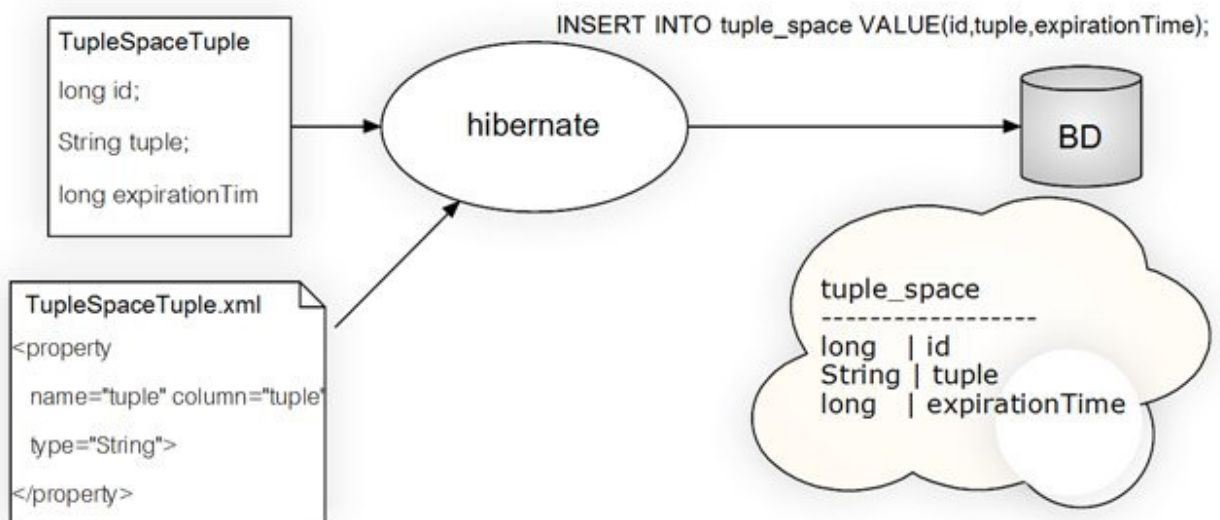 INSERT INTO tuple_space VALUE(id,tuple,expirationTime);
TupleSpaceTuple
long id;
String tuple;
long expirationTim
hibernate
BD
TupleSpaceTuple.xml
<property
name="tuple" column="tuple"
type="String">
</property>
tuple_space
------------------
long | id
String | tuple
long | expirationTime